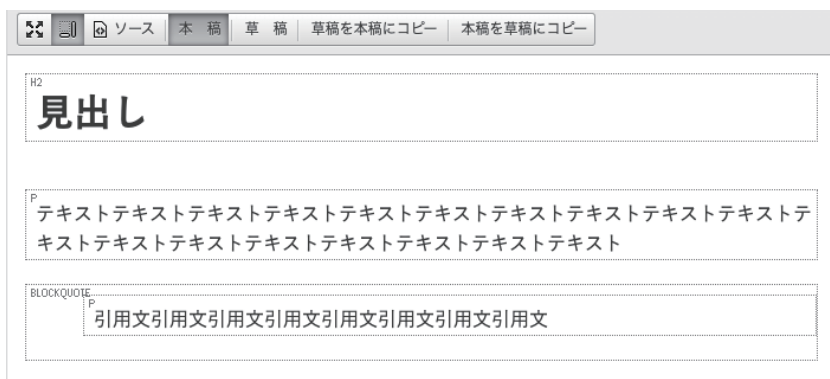 ソース 本 稿 草 稿 草稿を本稿にコピー 本稿を草稿にコピー
H2
見出し
P
テキストテキストテキストテキストテキストテキストテキストテキストテキストテキストテ
キストテキストテキストテキストテキストテキストテキストテキスト
BLOCKQUOTE
P
引用文引用文引用文引用文引用文引用文引用文引用文